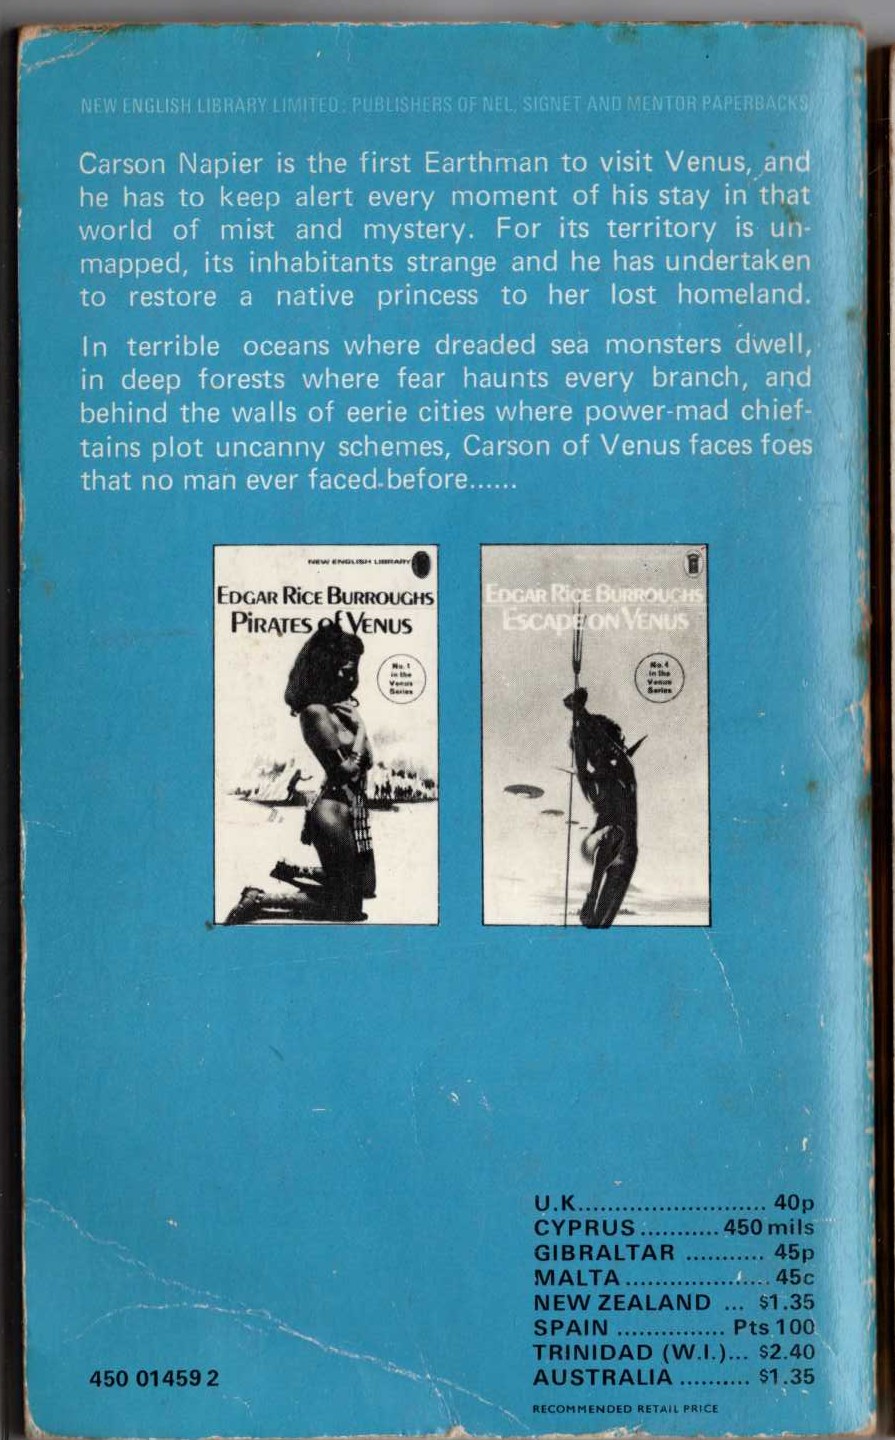 NEW ENGLISH LIBRARY LIMITED: PUBLISHERS OF NEL, SIGNET AND MENTOR PAPERBACKS
Carson Napier is the first Earthman to visit Venus, and
he has to keep alert every moment of his stay in that
world of mist and mystery. For its territory is un-
mapped, its inhabitants strange and he has undertaken
to restore a native princess to her lost homeland.
In terrible oceans where dreaded sea monsters dwell,
in deep forests where fear haunts every branch, and
behind the walls of eerie cities where power-mad chief-
tains plot uncanny schemes, Carson of Venus faces foes
that no man ever faced before......
NEW ENGLISH LIBRARY
EDGAR RICE BURROUGHS
PIRATES of VENUS
No. 1
in the
Venus
Series
EDGAR RICE BURROUGHS
ESCAPE ON VENUS
No. 4
in the
Venus
Series
U.K.......................... 40p
CYPRUS ........... 450 mils
GIBRALTAR ........... 45p
MALTA .................... 45c
NEW ZEALAND ... $1.35
SPAIN ............... Pts 100
TRINIDAD (W.I.)... $2.40
AUSTRALIA .......... $1.35
RECOMMENDED RETAIL PRICE
450 01459 2